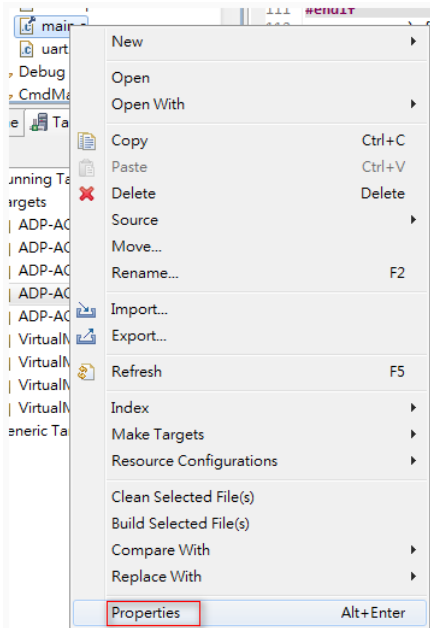 111 #endif
main.c
uart
Debug
CmdMa
New
Open
Open With
Copy Ctrl+C
Paste Ctrl+V
Delete Delete
Source
Move...
Rename... F2
Import...
Export...
Refresh F5
Index
Make Targets
Resource Configurations
Clean Selected File(s)
Build Selected File(s)
Compare With
Replace With
Properties Alt+Enter
e Ta
unning Ta
argets
ADP-AC
ADP-AC
ADP-AC
ADP-AC
ADP-AC
VirtualM
VirtualM
VirtualM
VirtualM
eneric Ta